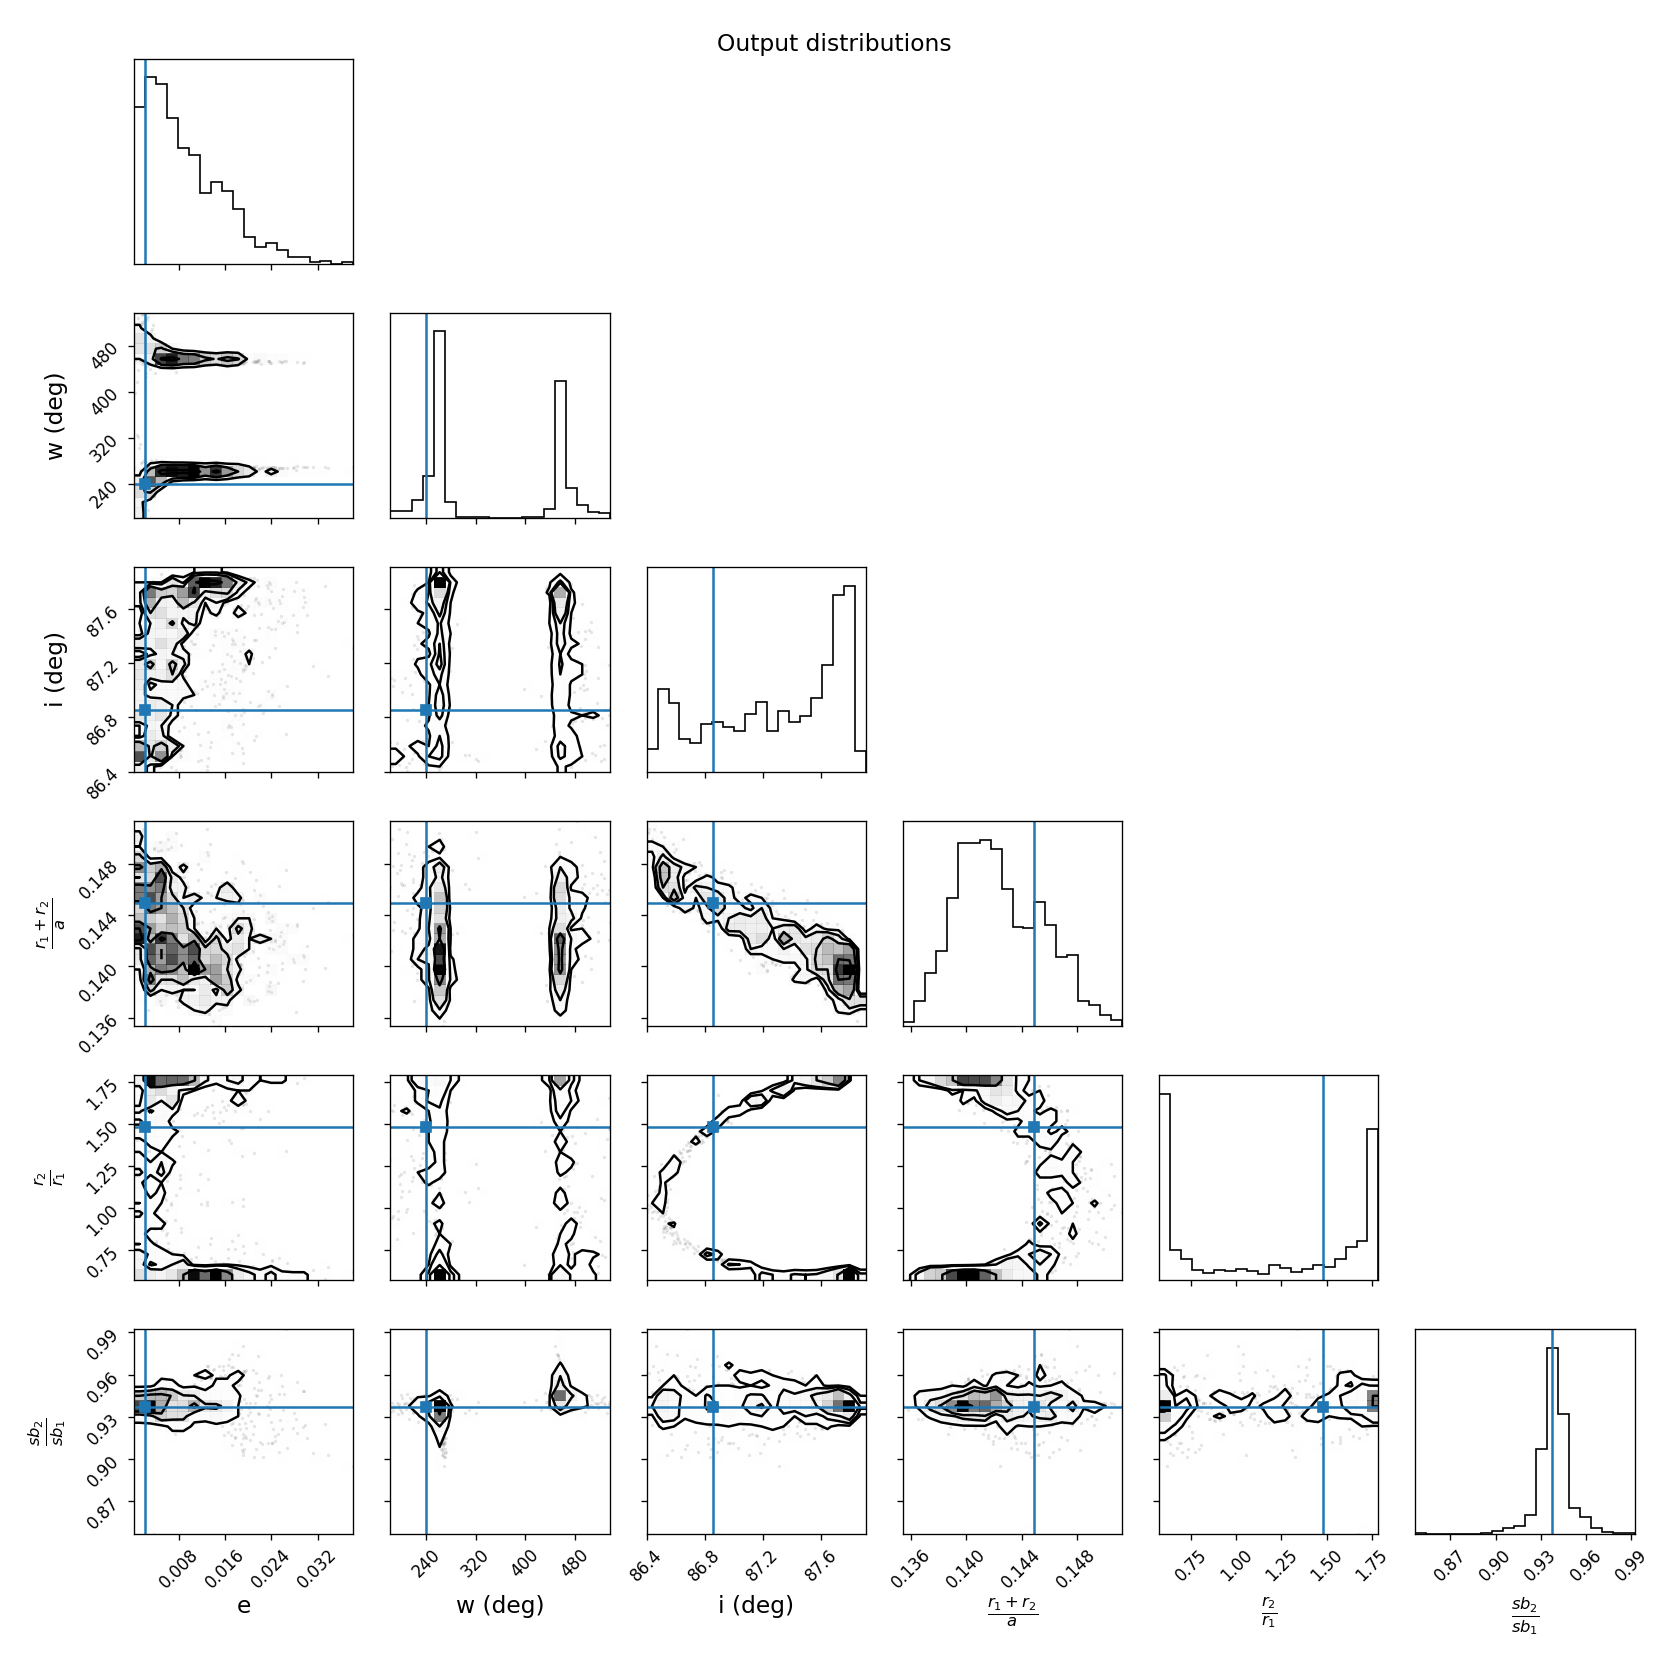 Output distributions
w (deg)
480
400
320
240
i (deg)
87.6
87.2
86.8
86.4
r₁ + r₂
a
0.148
0.144
0.140
0.136
r₂
r₁
1.75
1.50
1.25
1.00
0.75
sb₂
sb₁
0.99
0.96
0.93
0.90
0.87
0.008 0.016 0.024 0.032
240 320 400 480
86.4 86.8 87.2 87.6
0.136 0.140 0.144 0.148
0.75 1.00 1.25 1.50 1.75
0.87 0.90 0.93 0.96 0.99
e
w (deg)
i (deg)
r₁ + r₂
a
r₂
r₁
sb₂
sb₁